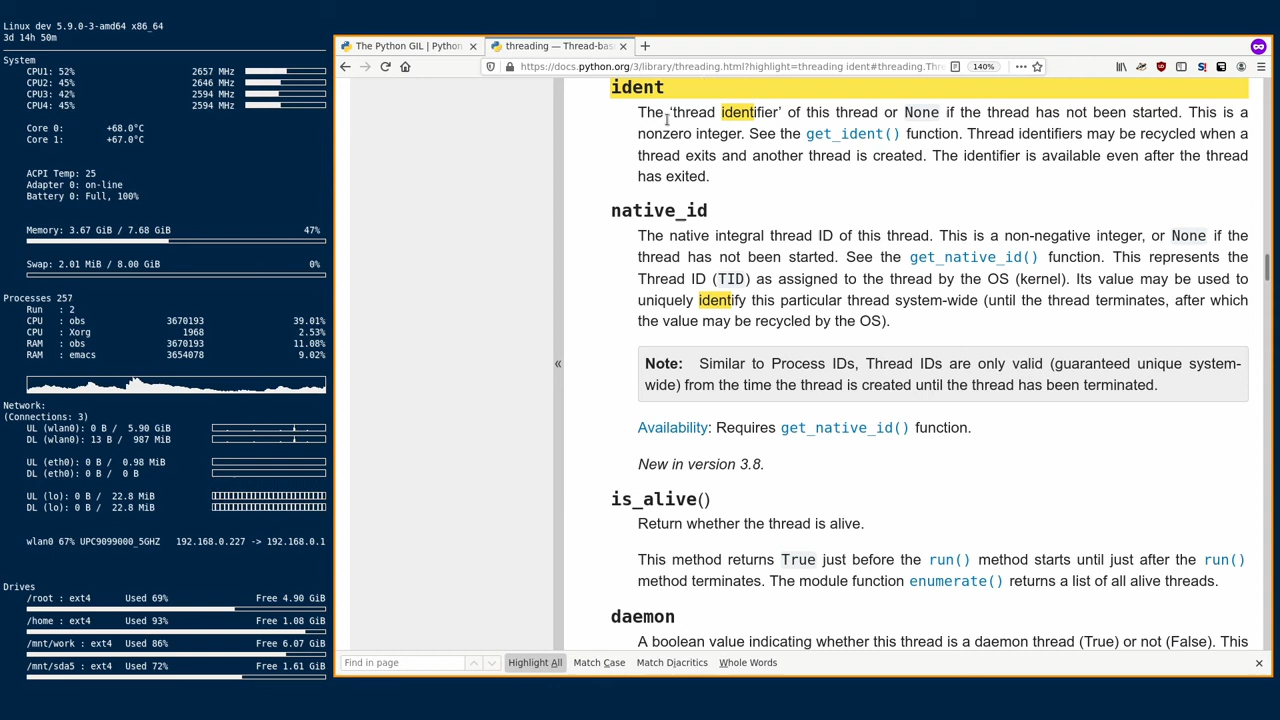 Linux dev 5.9.0-3-amd64 x86_64
3d 14h 50m
System
CPU1: 52% 2657 MHz
CPU2: 45% 2646 MHz
CPU3: 42% 2594 MHz
CPU4: 45% 2594 MHz
Core 0: +68.0°C
Core 1: +67.0°C
ACPI Temp: 25
Adapter 0: on-line
Battery 0: Full, 100%
Memory: 3.67 GiB / 7.68 GiB 47%
Swap: 2.01 MiB / 8.00 GiB 0%
Processes 257
Run : 2
CPU : obs 3670193 39.01%
CPU : Xorg 1968 2.53%
RAM : obs 3670193 11.08%
RAM : emacs 3654078 9.02%
Network:
(Connections: 3)
UL (wlan0): 0 B / 5.90 GiB
DL (wlan0): 13 B / 987 MiB
UL (eth0): 0 B / 0.98 MiB
DL (eth0): 0 B / 0 B
UL (lo): 0 B / 22.8 MiB
DL (lo): 0 B / 22.8 MiB
wlan0 67% UPC9099000_5GHZ 192.168.0.227 -> 192.168.0.1
Drives
/root : ext4 Used 69% Free 4.90 GiB
/home : ext4 Used 93% Free 1.08 GiB
/mnt/work : ext4 Used 86% Free 6.07 GiB
/mnt/sda5 : ext4 Used 72% Free 1.61 GiB
The Python GIL | Python
threading — Thread-bas
https://docs.python.org/3/library/threading.html?highlight=threading ident#threading.Thre
140%
ident
The ‘thread identifier’ of this thread or None if the thread has not been started. This is a
nonzero integer. See the get_ident() function. Thread identifiers may be recycled when a
thread exits and another thread is created. The identifier is available even after the thread
has exited.
native_id
The native integral thread ID of this thread. This is a non-negative integer, or None if the
thread has not been started. See the get_native_id() function. This represents the
Thread ID (TID) as assigned to the thread by the OS (kernel). Its value may be used to
uniquely identify this particular thread system-wide (until the thread terminates, after which
the value may be recycled by the OS).
«
Note: Similar to Process IDs, Thread IDs are only valid (guaranteed unique system-
wide) from the time the thread is created until the thread has been terminated.
Availability: Requires get_native_id() function.
New in version 3.8.
is_alive()
Return whether the thread is alive.
This method returns True just before the run() method starts until just after the run()
method terminates. The module function enumerate() returns a list of all alive threads.
daemon
A boolean value indicating whether this thread is a daemon thread (True) or not (False). This
Find in page
Highlight All
Match Case
Match Diacritics
Whole Words